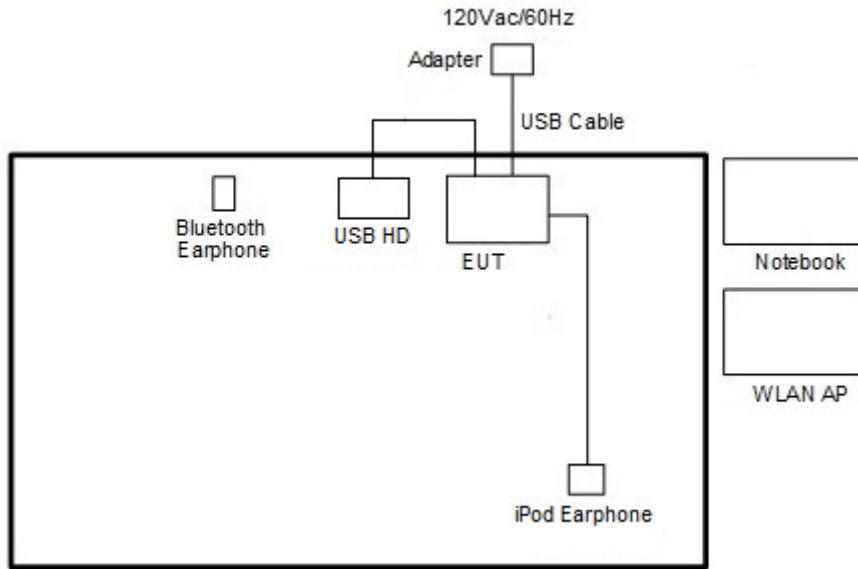 120Vac/60Hz
Adapter
USB Cable
Bluetooth
Earphone
USB HD
EUT
Notebook
WLAN AP
iPod Earphone